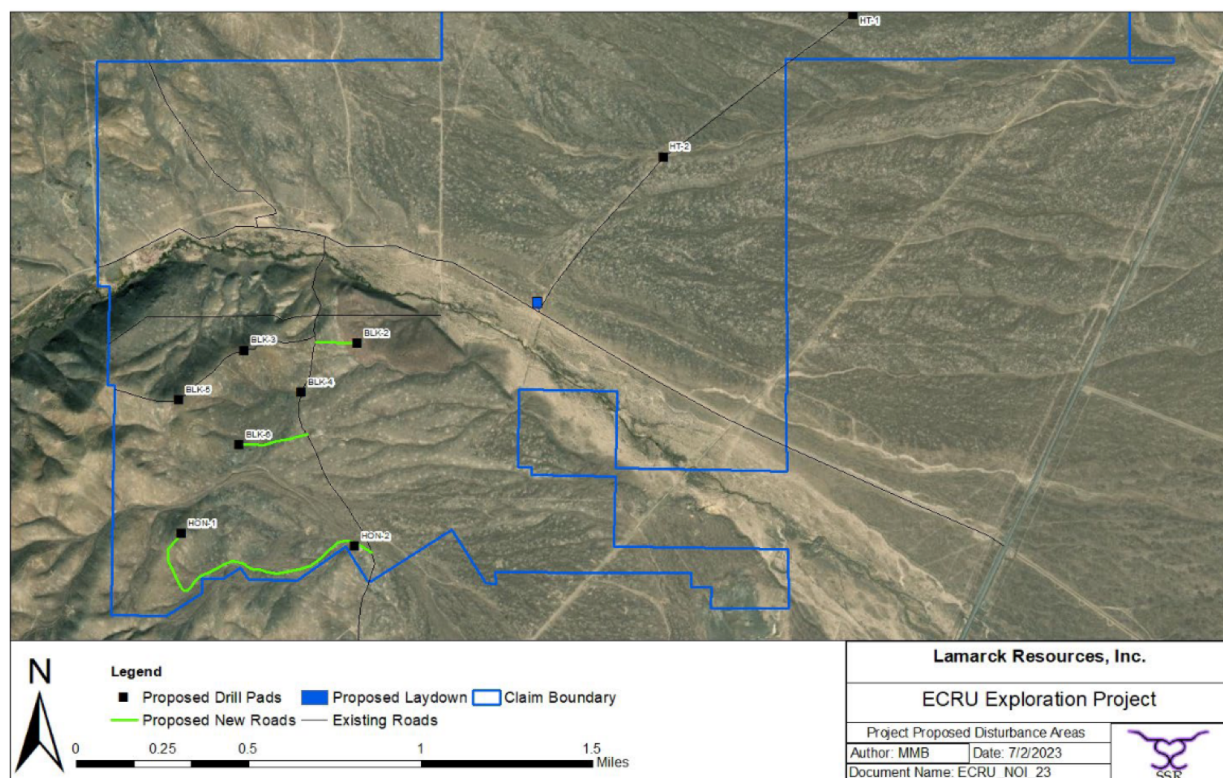 HT-1
HT-2
BLK-3
BLK-2
BLK-5
BLK-4
BLK-6
HON-1
HON-2
N
Legend
Proposed Drill Pads
Proposed Laydown
Claim Boundary
Proposed New Roads
Existing Roads
0 0.25 0.5 1 1.5
Miles
Lamarck Resources, Inc.
ECRU Exploration Project
Project Proposed Disturbance Areas
Author: MMB
Date: 7/2/2023
Document Name: ECRU_NOI_23